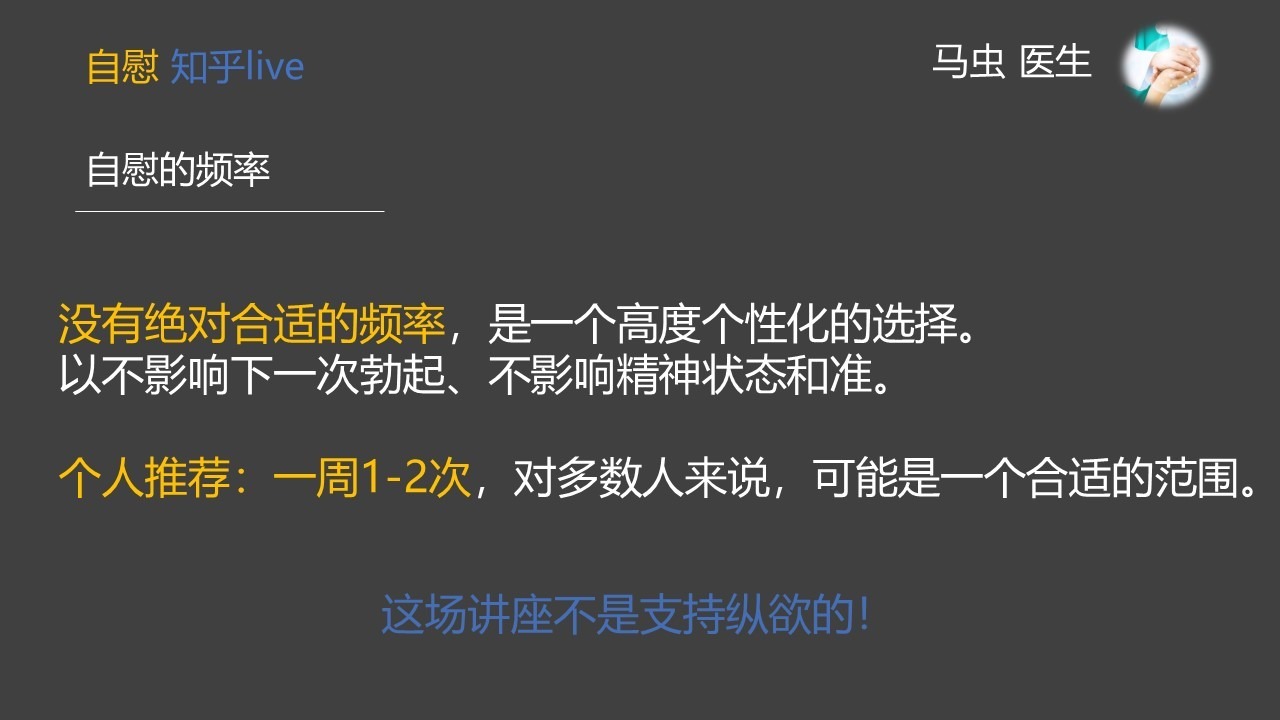 自慰 知乎live
马虫 医生
自慰的频率
没有绝对合适的频率，是一个高度个性化的选择。
以不影响下一次勃起、不影响精神状态和准。
个人推荐：一周1-2次，对多数人来说，可能是一个合适的范围。
这场讲座不是支持纵欲的！